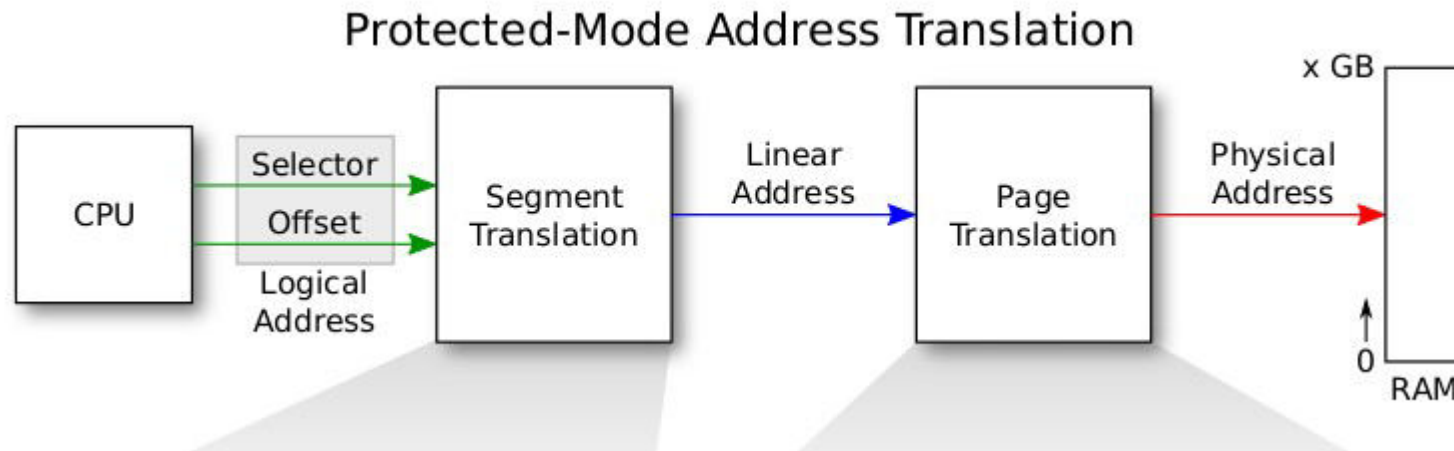 Protected-Mode Address Translation
x GB
CPU
Selector
Offset
Logical
Address
Segment
Translation
Linear
Address
Page
Translation
Physical
Address
0
RAM